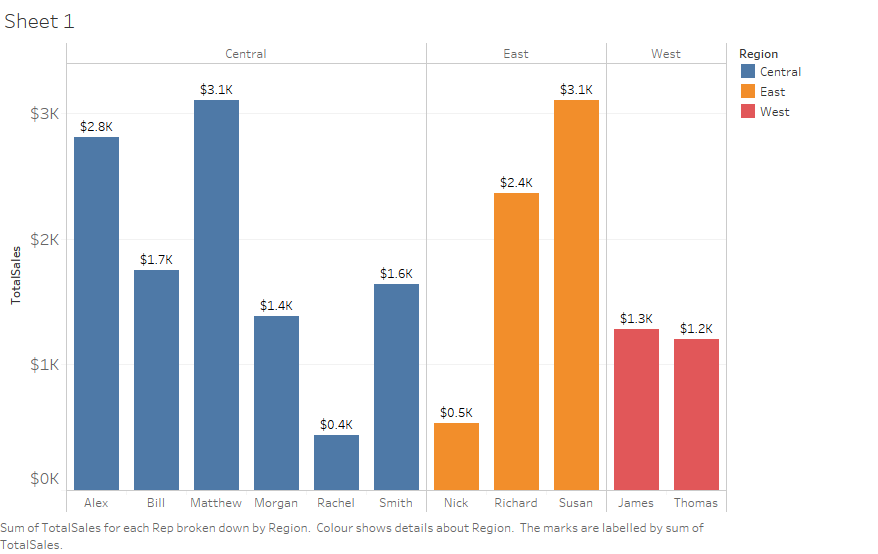 Sheet 1
Central East West
Region
Central
East
West
TotalSales
$3K
$2K
$1K
$0K
$2.8K
$1.7K
$3.1K
$1.4K
$0.4K
$1.6K
$0.5K
$2.4K
$3.1K
$1.3K
$1.2K
Alex Bill Matthew Morgan Rachel Smith Nick Richard Susan James Thomas
Sum of TotalSales for each Rep broken down by Region. Colour shows details about Region. The marks are labelled by sum of
TotalSales.